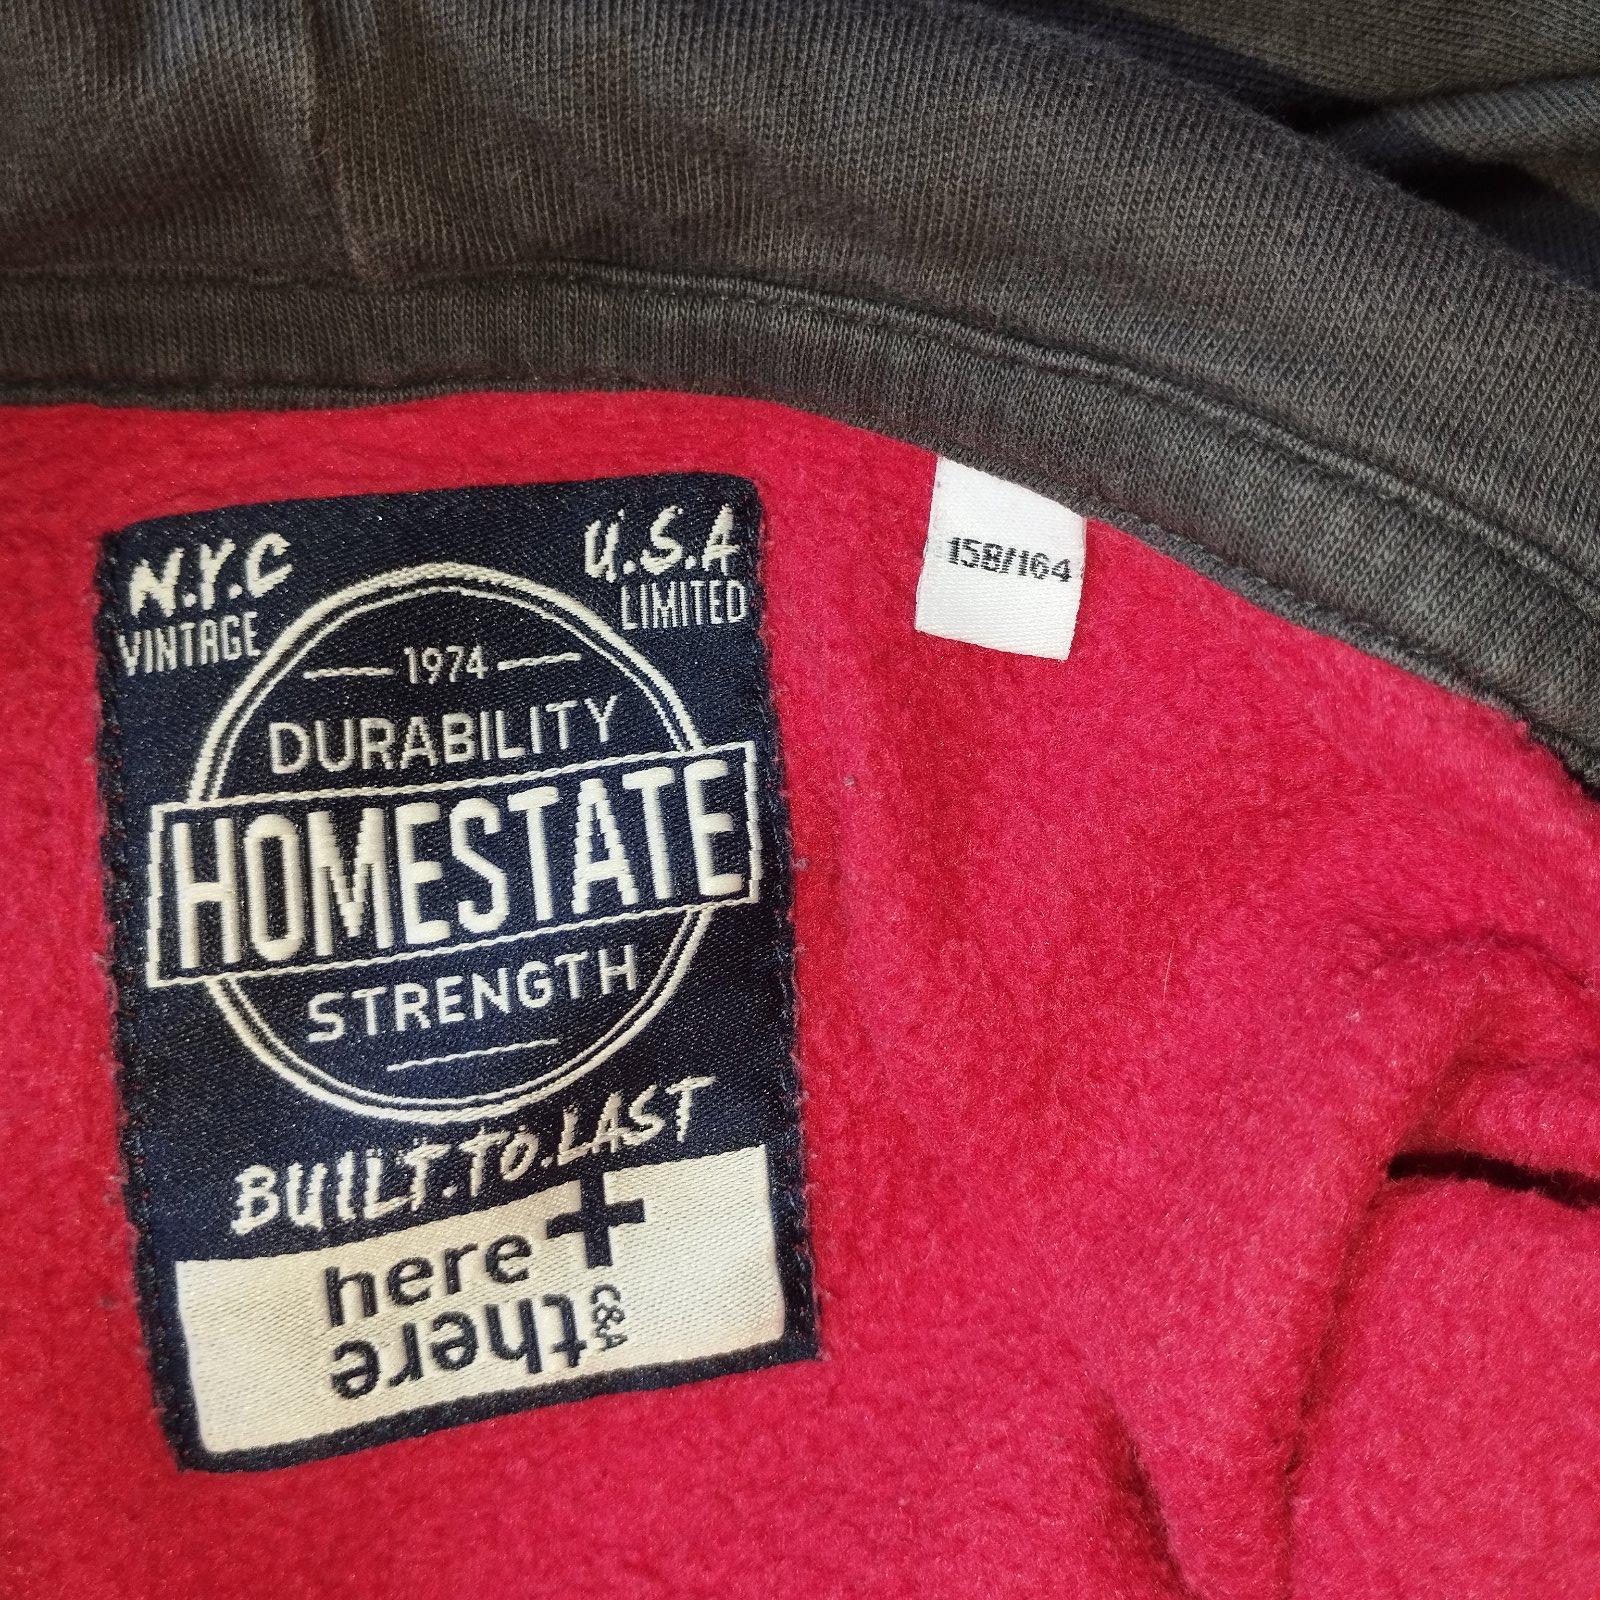 N.Y.C
VINTAGE
U.S.A
LIMITED
1974
DURABILITY
HOMESTATE
STRENGTH
BUILT.TO.LAST
here+
there
C&A
158/164